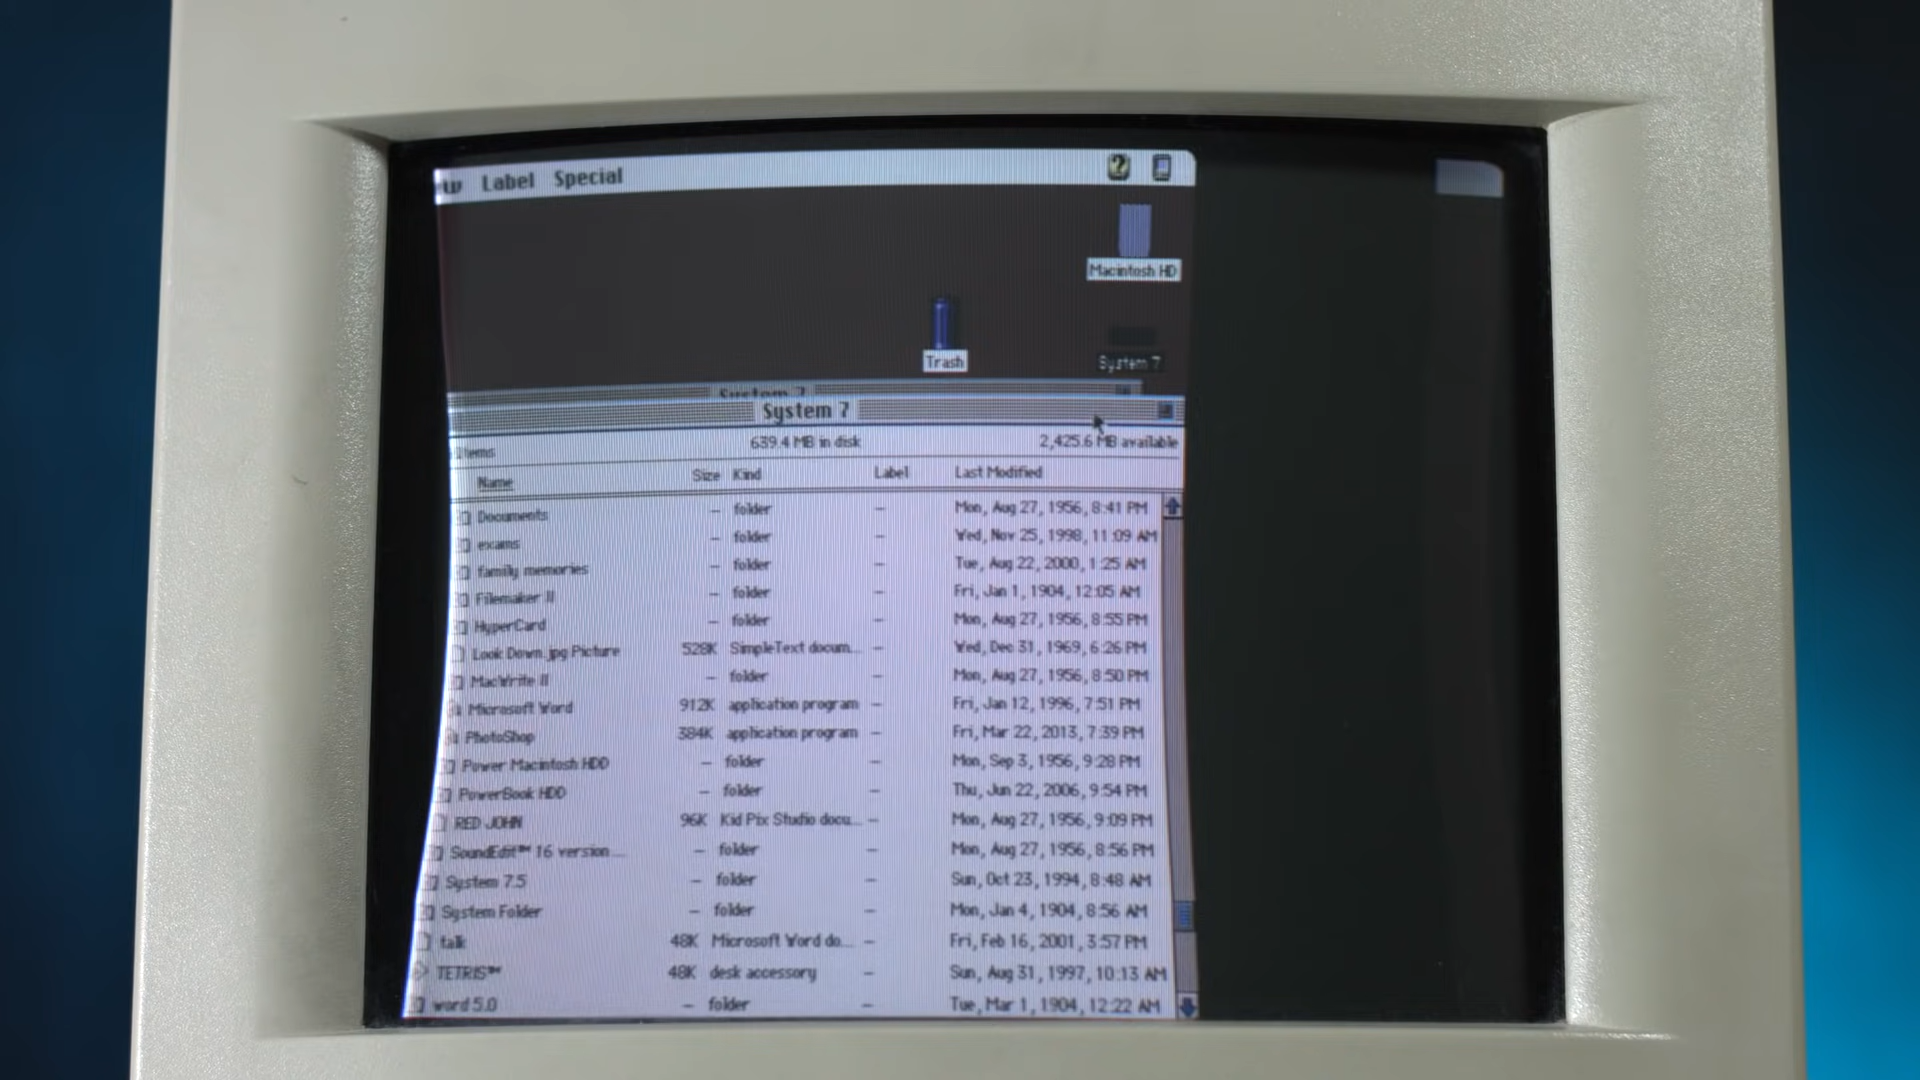 Label Special
Macintosh HD
Trash
System 7
System 7
System 7
items 639.4 MB in disk 2,425.6 MB available
Name Size Kind Label Last Modified
Documents – folder – Mon, Aug 27, 1956, 8:41 PM
exams – folder – Wed, Nov 25, 1998, 11:09 AM
family memories – folder – Tue, Aug 22, 2000, 1:25 AM
Filemaker II – folder – Fri, Jan 1, 1904, 12:05 AM
HyperCard – folder – Mon, Aug 27, 1956, 8:55 PM
Look Down.jpg Picture 528K SimpleText docum... – Wed, Dec 31, 1969, 6:26 PM
MacWrite II – folder – Mon, Aug 27, 1956, 8:50 PM
Microsoft Word 912K application program – Fri, Jan 12, 1996, 7:51 PM
PhotoShop 384K application program – Fri, Mar 22, 2013, 7:39 PM
Power Macintosh HDD – folder – Mon, Sep 3, 1956, 9:28 PM
PowerBook HDD – folder – Thu, Jun 22, 2006, 9:54 PM
RED JOHN 96K Kid Pix Studio docu... – Mon, Aug 27, 1956, 9:09 PM
SoundEdit™ 16 version... – folder – Mon, Aug 27, 1956, 8:56 PM
System 7.5 – folder – Sun, Oct 23, 1994, 8:48 AM
System Folder – folder – Mon, Jan 4, 1904, 8:56 AM
talk 48K Microsoft Word do... – Fri, Feb 16, 2001, 3:57 PM
TETRIS™ 48K desk accessory – Sun, Aug 31, 1997, 10:13 AM
word 5.0 – folder – Tue, Mar 1, 1904, 12:22 AM